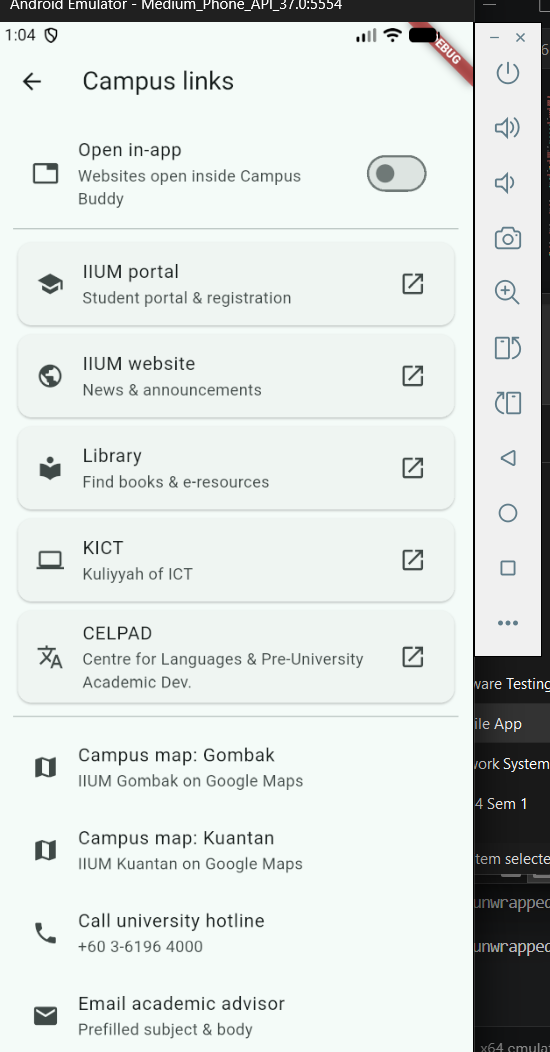 Android Emulator - Medium_Phone_API_37.0:5554
1:04
Campus links
Open in-app
Websites open inside Campus
Buddy
IIUM portal
Student portal & registration
IIUM website
News & announcements
Library
Find books & e-resources
KICT
Kuliyyah of ICT
CELPAD
Centre for Languages & Pre-University
Academic Dev.
Campus map: Gombak
IIUM Gombak on Google Maps
Campus map: Kuantan
IIUM Kuantan on Google Maps
Call university hotline
+60 3-6196 4000
Email academic advisor
Prefilled subject & body
EBUG
ware Testing
ile App
work System
4 Sem 1
tem selecte
unwrapped
unwrapped
x64 emula